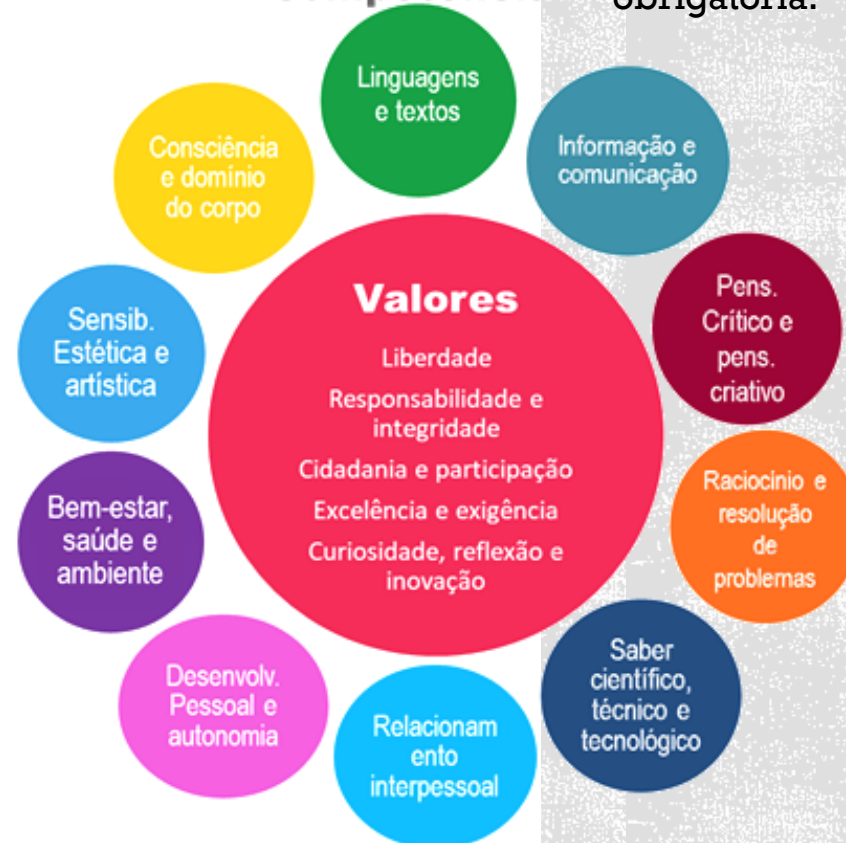 obrigatória.
Linguagens
e textos
Informação e
comunicação
Pens.
Crítico e
pens.
criativo
Raciocínio e
resolução
de
problemas
Saber
científico,
técnico e
tecnológico
Relacionam
ento
interpessoal
Desenvolv.
Pessoal e
autonomia
Bem-estar,
saúde e
ambiente
Sensib.
Estética e
artística
Consciência
e domínio
do corpo
Valores
Liberdade
Responsabilidade e
integridade
Cidadania e participação
Excelência e exigência
Curiosidade, reflexão e
inovação